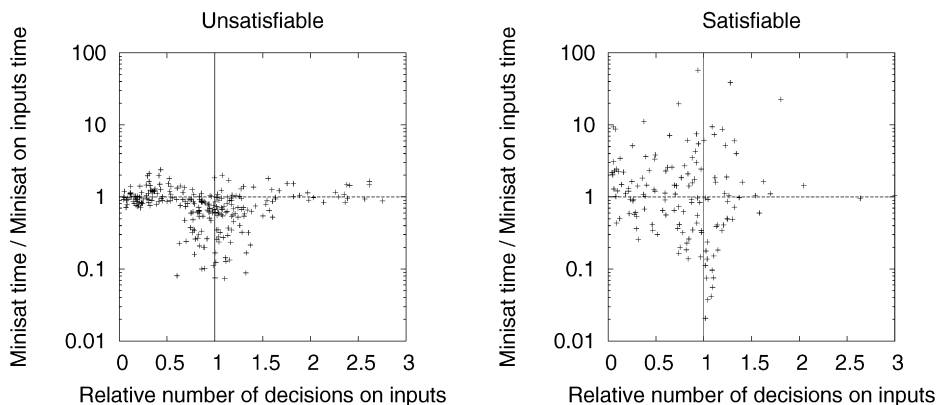 Unsatisfiable
Minisat time / Minisat on inputs time
100
10
1
0.1
0.01
0 0.5 1 1.5 2 2.5 3
Relative number of decisions on inputs
Satisfiable
Minisat time / Minisat on inputs time
100
10
1
0.1
0.01
0 0.5 1 1.5 2 2.5 3
Relative number of decisions on inputs